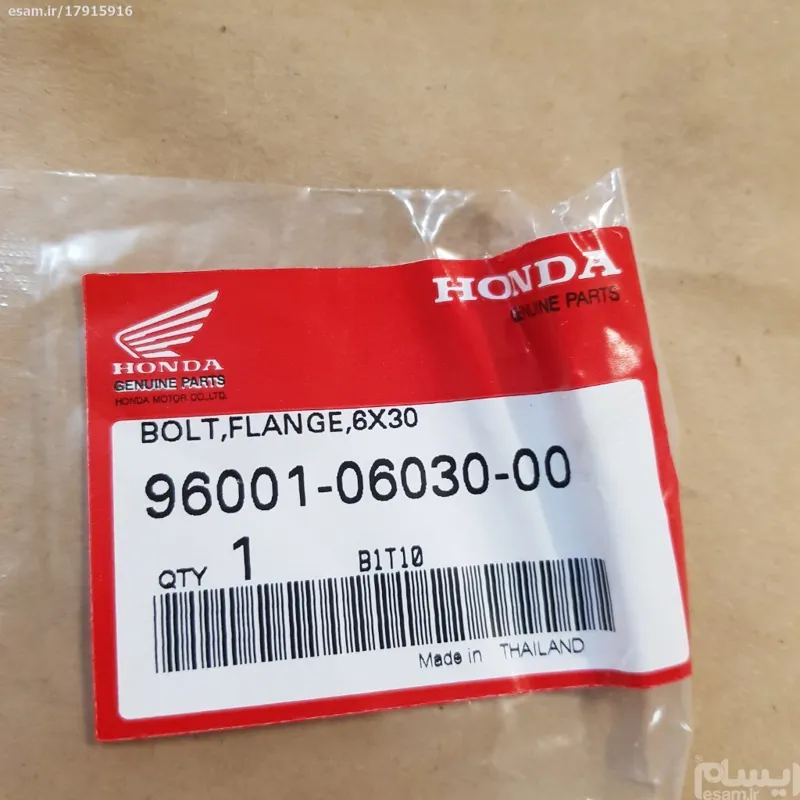 esam.ir/17915916
HONDA
GENUINE PARTS
HONDA
GENUINE PARTS
HONDA MOTOR CO.,LTD.
BOLT,FLANGE,6X30
96001-06030-00
QTY 1 B1T10
Made in THAILAND
ایسام
esam.ir